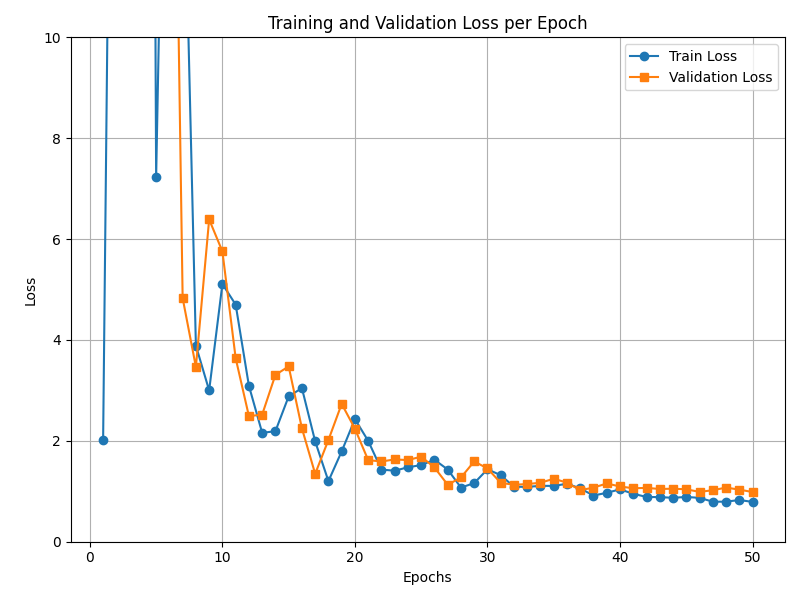 Training and Validation Loss per Epoch
Train Loss
Validation Loss
10
8
6
4
2
0
Loss
0 10 20 30 40 50
Epochs